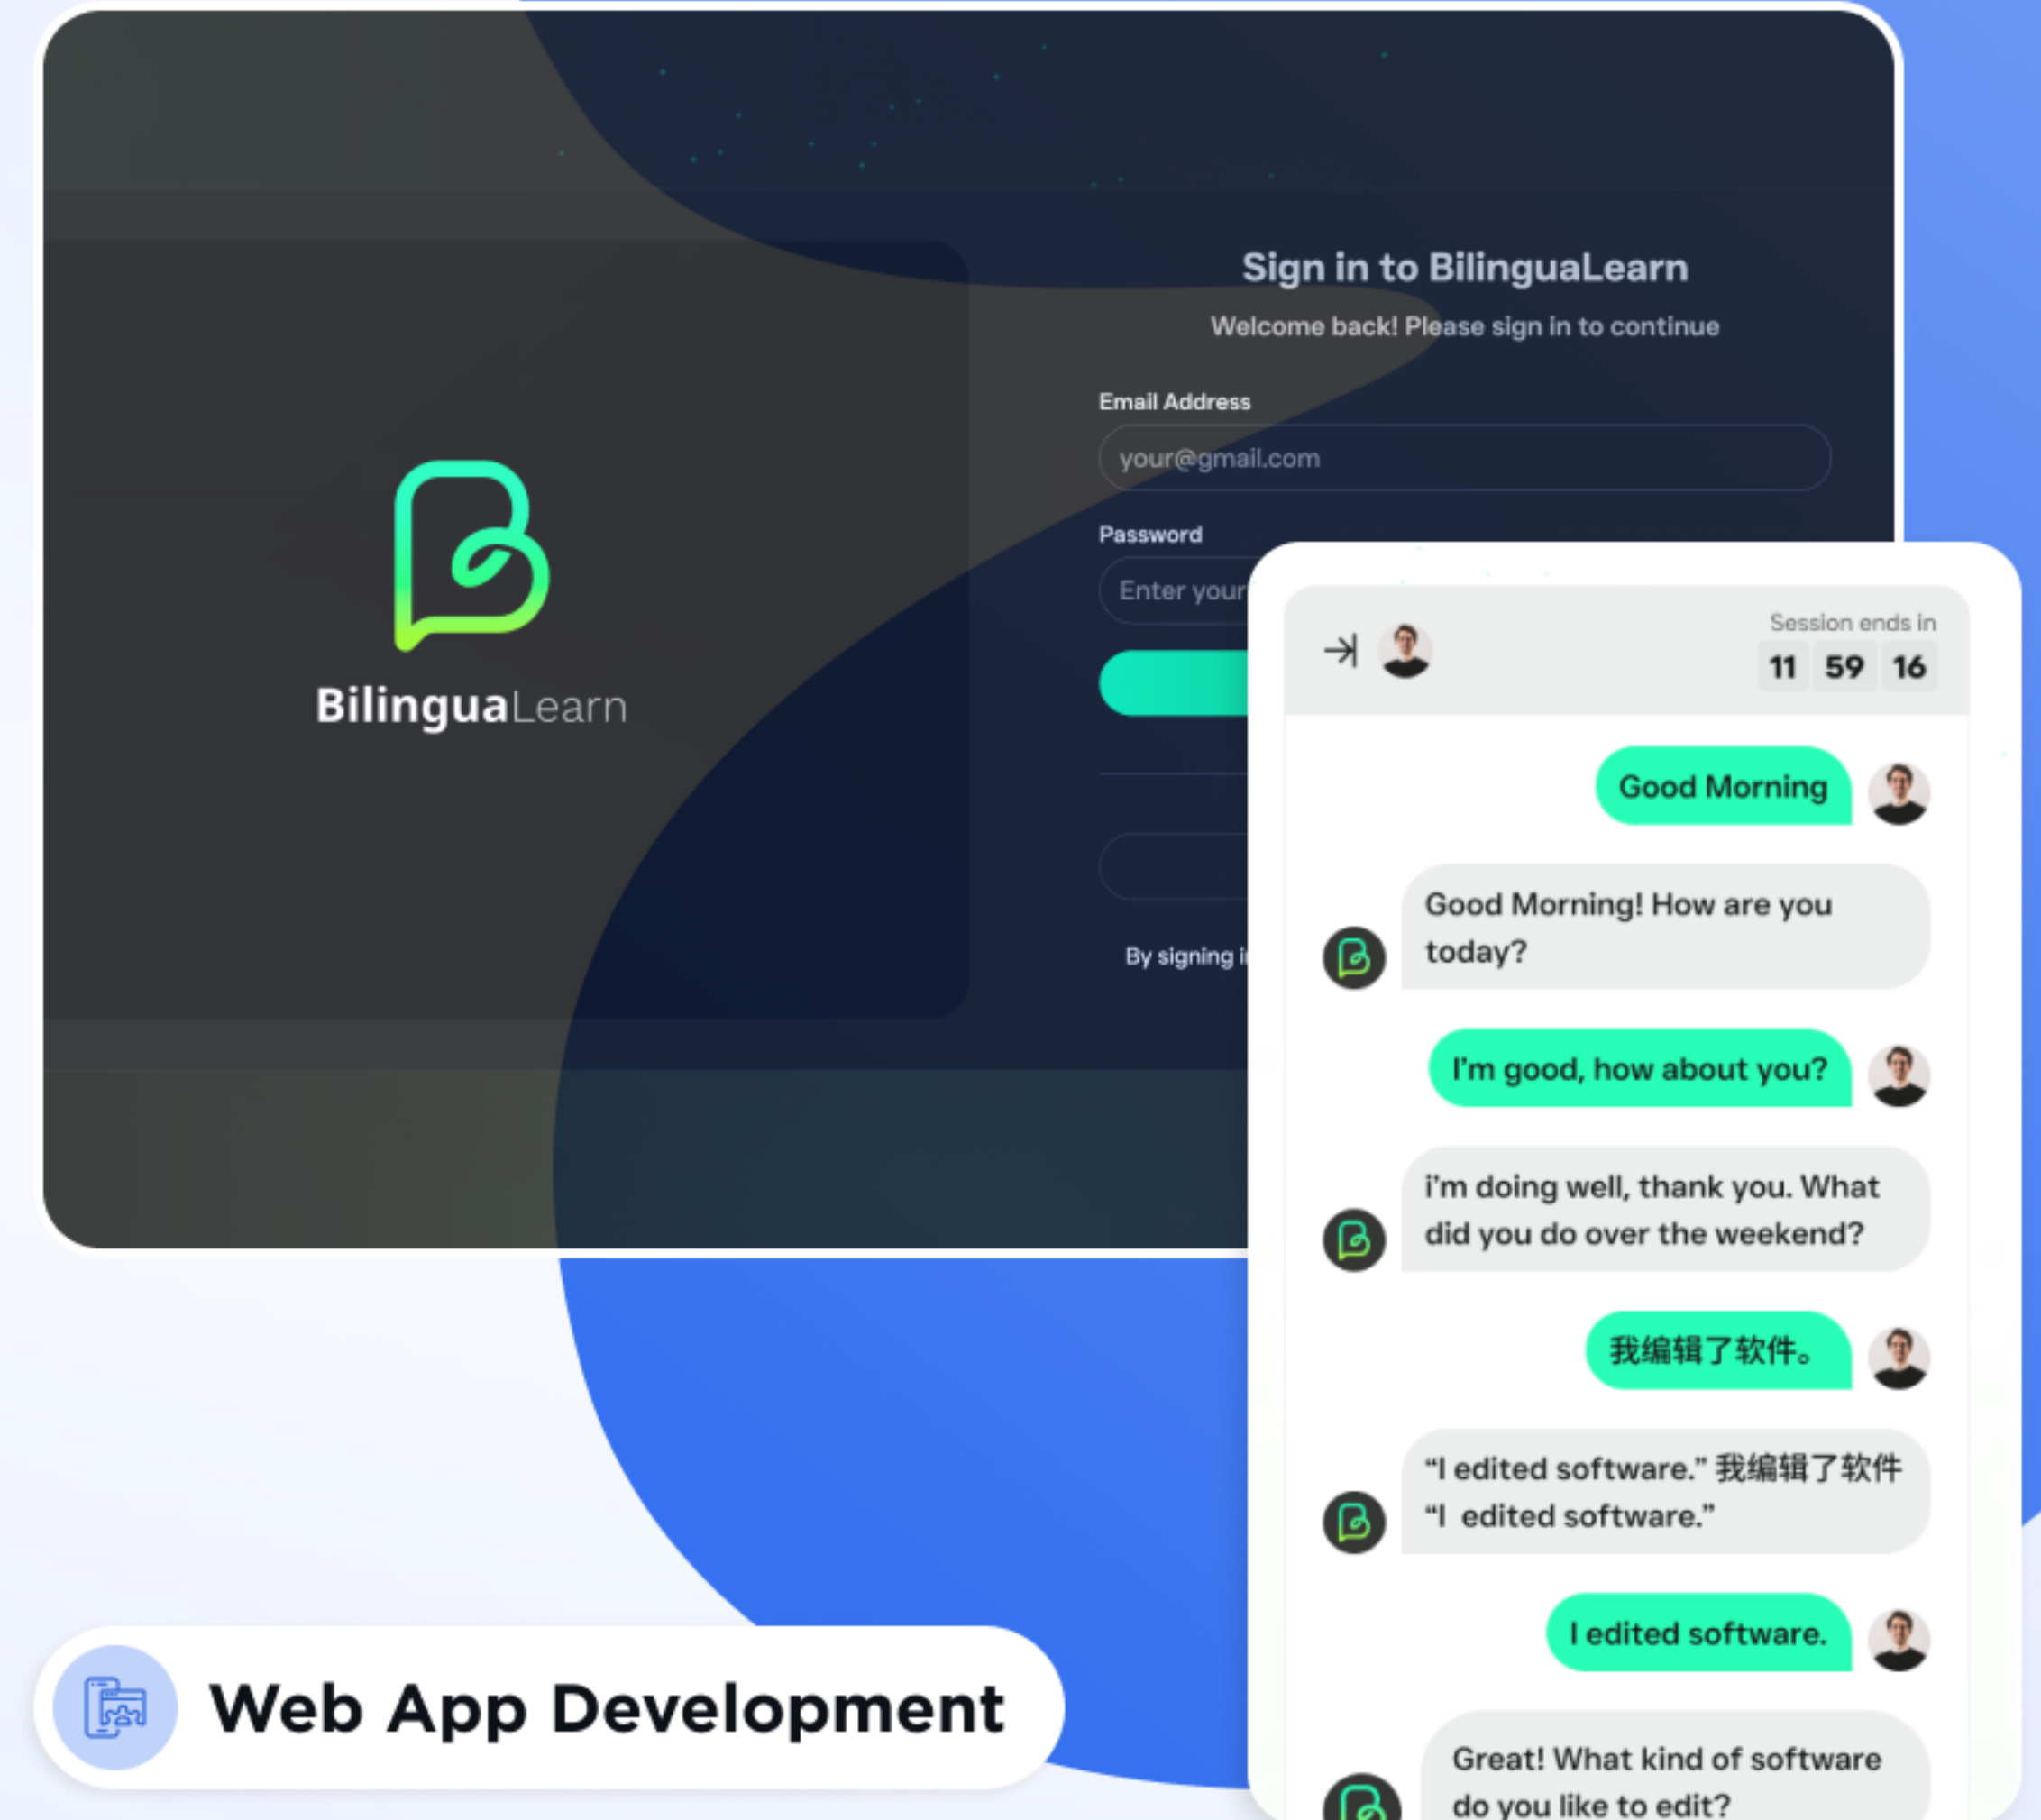 Sign in to BilinguaLearn
Welcome back! Please sign in to continue
Email Address
your@gmail.com
Password
Enter your
By signing
BilinguaLearn
Session ends in
11 59 16
Good Morning
Good Morning! How are you
today?
I'm good, how about you?
i'm doing well, thank you. What
did you do over the weekend?
我编辑了软件。
“I edited software.” 我编辑了软件
“I  edited software.”
I edited software.
Great! What kind of software
do you like to edit?
Web App Development